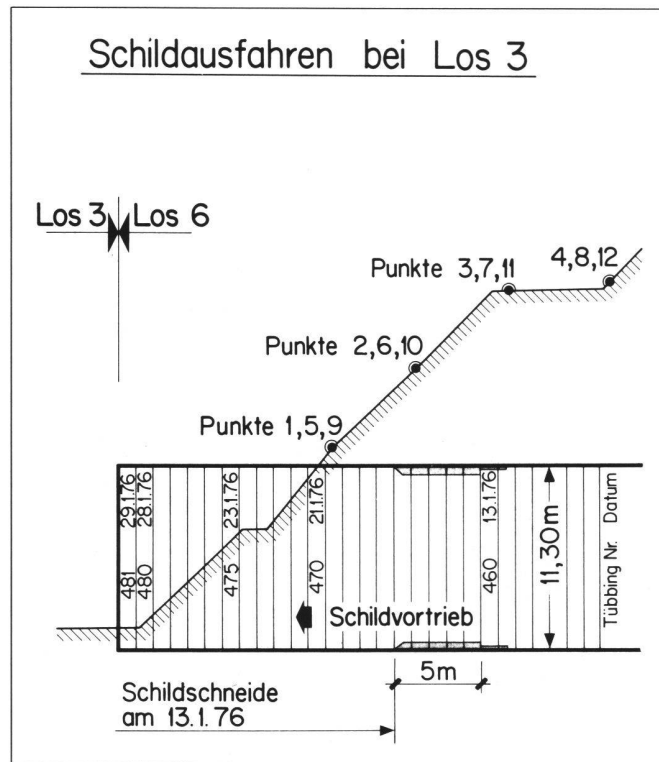 Schildausfahren bei Los 3
Los 3 Los 6
Punkte 3,7,11 4,8,12
Punkte 2,6,10
Punkte 1,5,9
29.1.76
28.1.76
23.1.76
21.1.76
13.1.76
Datum
481
480
475
470
460
Tübbing Nr.
11,30m
Schildvortrieb
5m
Schildschneide
am 13.1.76